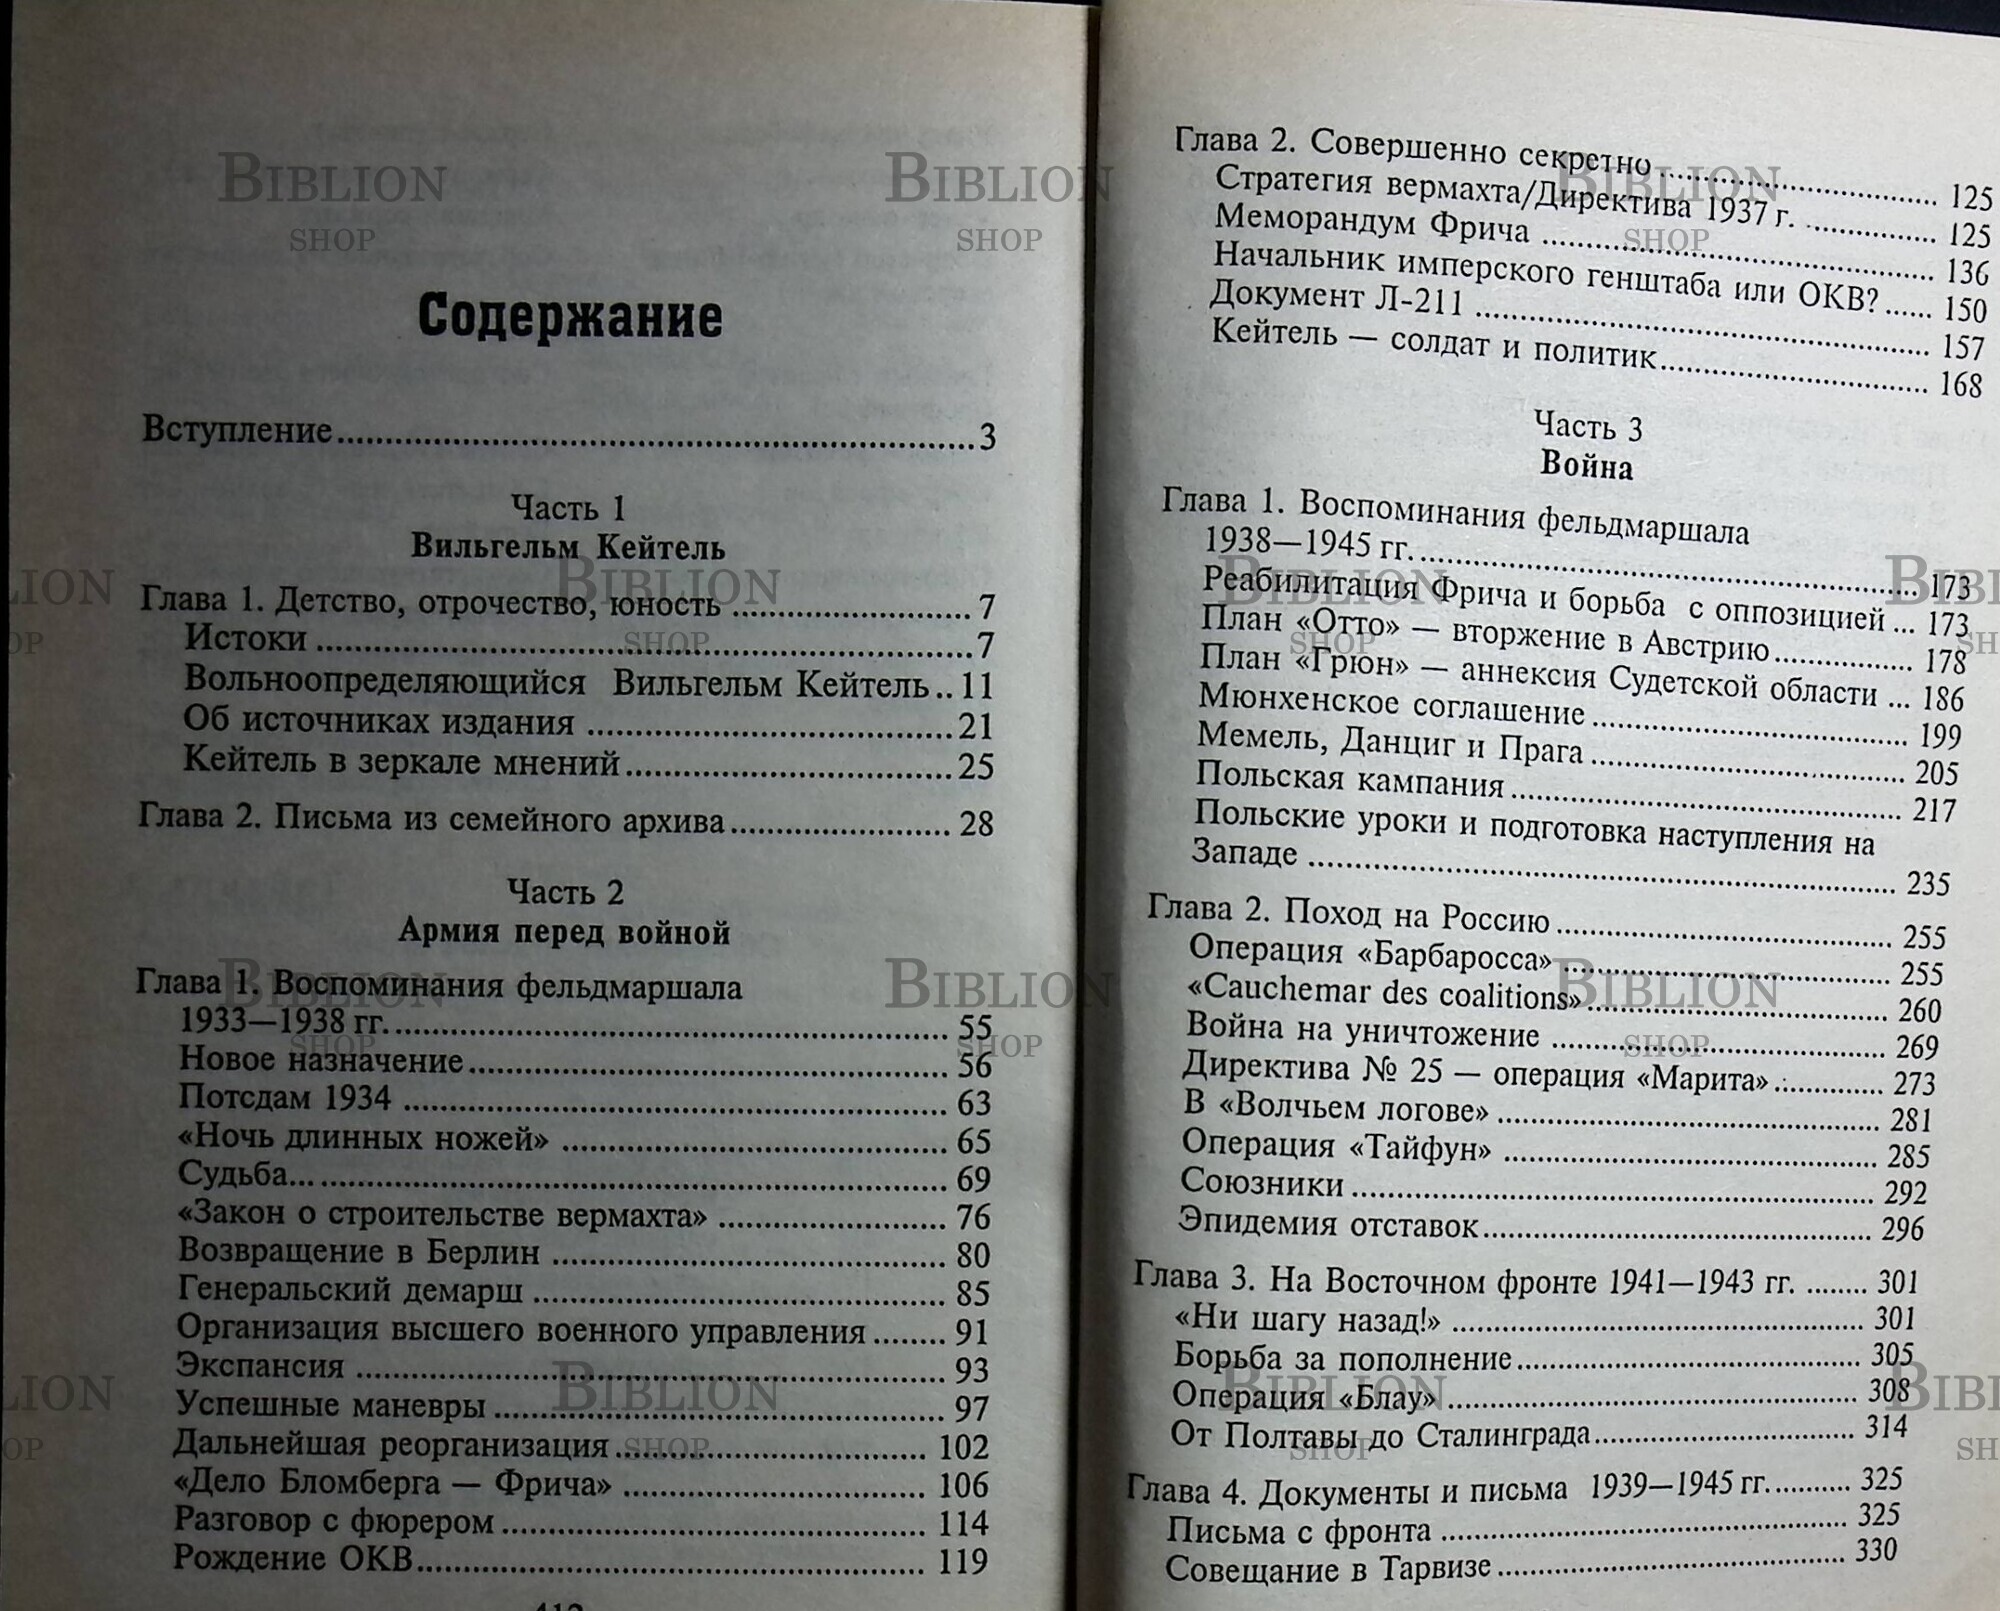 Содержание
Вступление 3
Часть 1
Вильгельм Кейтель
Глава 1. Детство, отрочество, юность 7
Истоки 7
Вольноопределяющийся Вильгельм Кейтель 11
Об источниках издания 21
Кейтель в зеркале мнений 25
Глава 2. Письма из семейного архива 28
Часть 2
Армия перед войной
Глава 1. Воспоминания фельдмаршала
1933—1938 гг. 55
Новое назначение 56
Потсдам 1934 63
«Ночь длинных ножей» 65
Судьба... 69
«Закон о строительстве вермахта» 76
Возвращение в Берлин 80
Генеральский демарш 85
Организация высшего военного управления 91
Экспансия 93
Успешные маневры 97
Дальнейшая реорганизация 102
«Дело Бломберга — Фрича» 106
Разговор с фюрером 114
Рождение ОКВ 119
Глава 2. Совершенно секретно 125
Стратегия вермахта/Директива 1937 г. 125
Меморандум Фрича 136
Начальник имперского генштаба или ОКВ? 150
Документ Л-211 157
Кейтель — солдат и политик 168
Часть 3
Война
Глава 1. Воспоминания фельдмаршала
1938—1945 гг. 173
Реабилитация Фрича и борьба с оппозицией 173
План «Отто» — вторжение в Австрию 178
План «Грюн» — аннексия Судетской области 186
Мюнхенское соглашение 199
Мемель, Данциг и Прага 205
Польская кампания 217
Польские уроки и подготовка наступления на
Западе 235
Глава 2. Поход на Россию 255
Операция «Барбаросса» 255
«Cauchemar des coalitions» 260
Война на уничтожение 269
Директива № 25 — операция «Марита» 273
В «Волчьем логове» 281
Операция «Тайфун» 285
Союзники 292
Эпидемия отставок 296
Глава 3. На Восточном фронте 1941—1943 гг. 301
«Ни шагу назад!» 301
Борьба за пополнение 305
Операция «Блау» 308
От Полтавы до Сталинграда 314
Глава 4. Документы и письма 1939—1945 гг. 325
Письма с фронта 325
Совещание в Тарвизе 330
BIBLION
SHOP